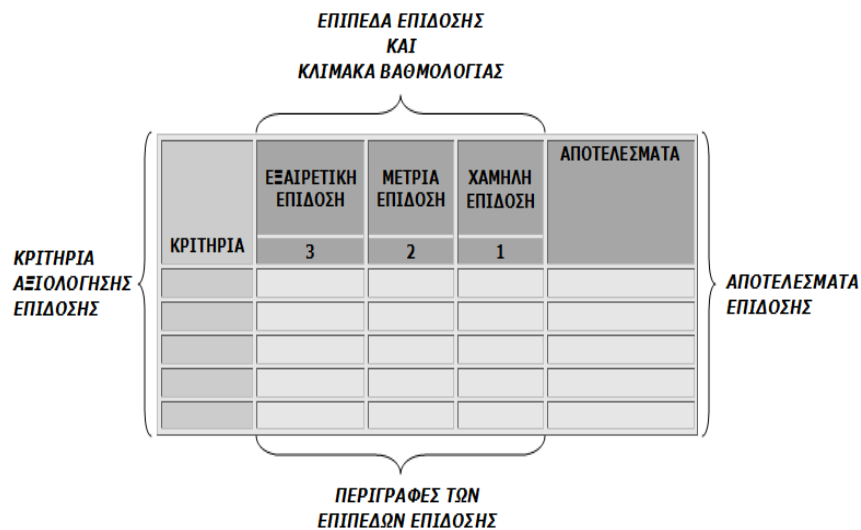 ΕΠΙΠΕΔΑ ΕΠΙΔΟΣΗΣ
ΚΑΙ
ΚΛΙΜΑΚΑ ΒΑΘΜΟΛΟΓΙΑΣ
ΚΡΙΤΗΡΙΑ
ΑΞΙΟΛΟΓΗΣΗΣ
ΕΠΙΔΟΣΗΣ
ΚΡΙΤΗΡΙΑ
ΕΞΑΙΡΕΤΙΚΗ
ΕΠΙΔΟΣΗ
3
ΜΕΤΡΙΑ
ΕΠΙΔΟΣΗ
2
ΧΑΜΗΛΗ
ΕΠΙΔΟΣΗ
1
ΑΠΟΤΕΛΕΣΜΑΤΑ
ΑΠΟΤΕΛΕΣΜΑΤΑ
ΕΠΙΔΟΣΗΣ
ΠΕΡΙΓΡΑΦΕΣ ΤΩΝ
ΕΠΙΠΕΔΩΝ ΕΠΙΔΟΣΗΣ